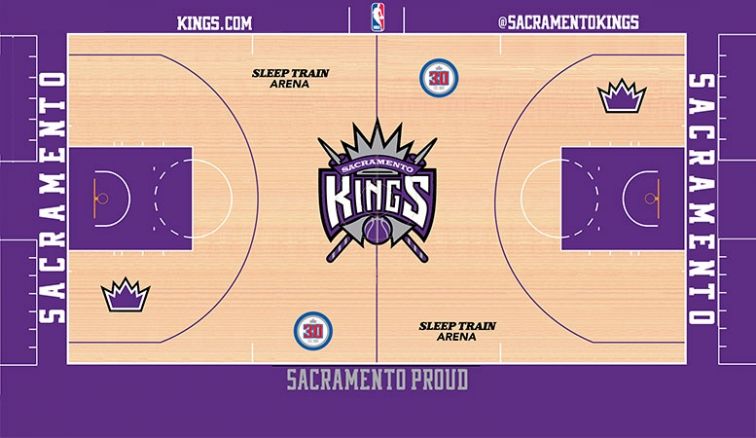 KINGS.COM
@SACRAMENTOKINGS
SLEEP TRAIN
ARENA
30
SACRAMENTO
SACRAMENTO
KINGS
SACRAMENTO
30
SLEEP TRAIN
ARENA
SACRAMENTO PROUD